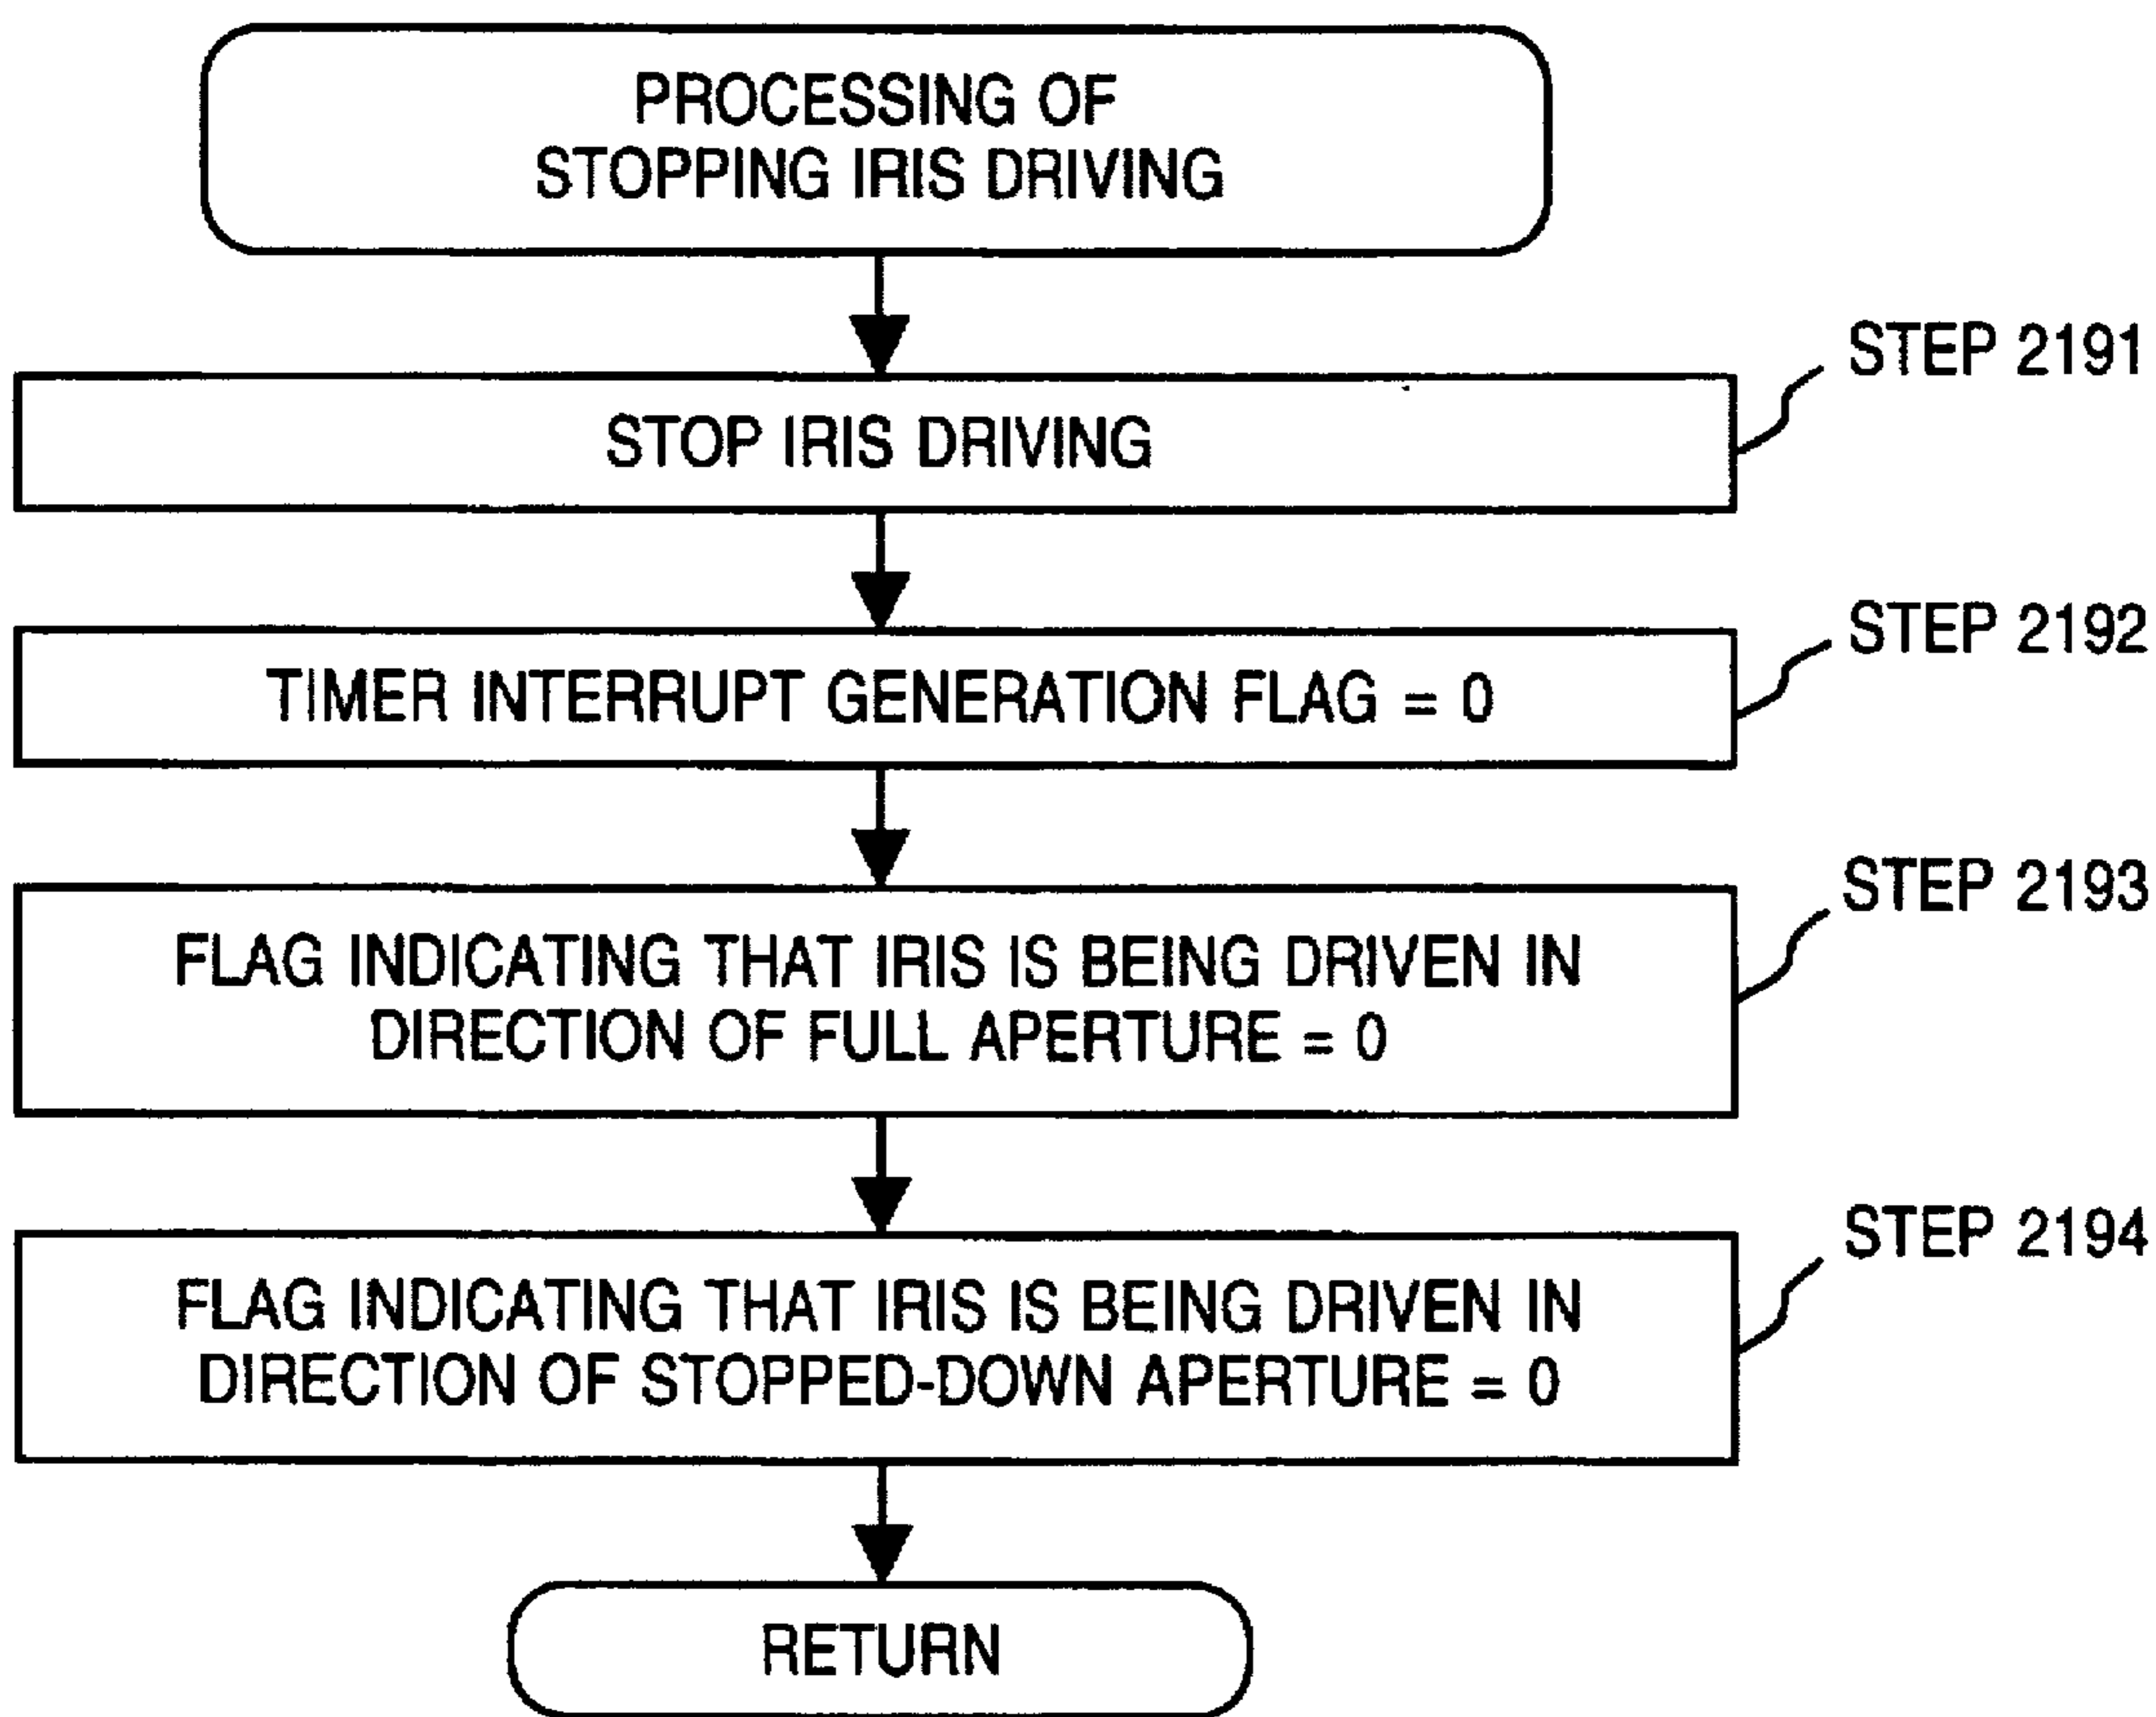 PROCESSING OF
STOPPING IRIS DRIVING
STEP 2191
STOP IRIS DRIVING
STEP 2192
TIMER INTERRUPT GENERATION FLAG = 0
STEP 2193
FLAG INDICATING THAT IRIS IS BEING DRIVEN IN
DIRECTION OF FULL APERTURE = 0
STEP 2194
FLAG INDICATING THAT IRIS IS BEING DRIVEN IN
DIRECTION OF STOPPED-DOWN APERTURE = 0
RETURN